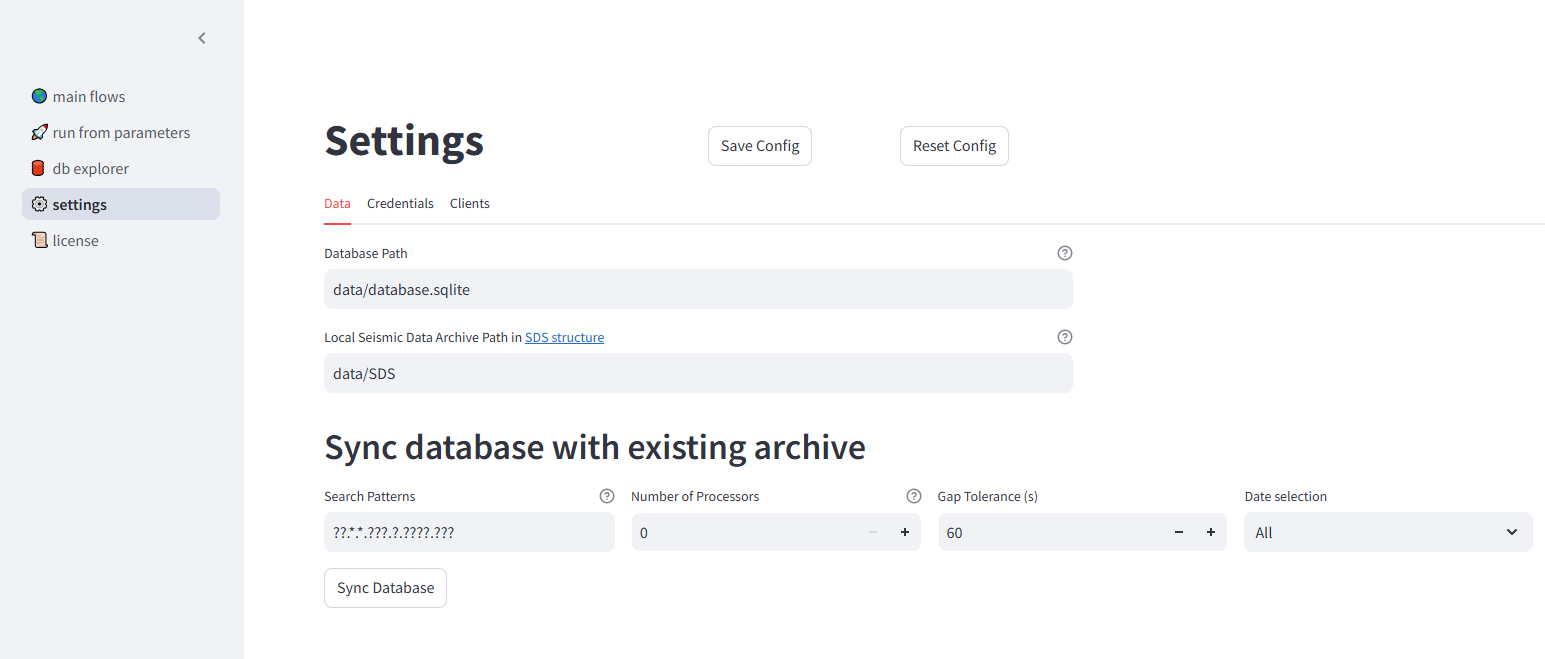 main flows
run from parameters
db explorer
settings
license
Settings
Save Config
Reset Config
Data Credentials Clients
Database Path
data/database.sqlite
Local Seismic Data Archive Path in SDS structure
data/SDS
Sync database with existing archive
Search Patterns Number of Processors Gap Tolerance (s) Date selection
??.*.*.???.?.????.??? 0 60 All
Sync Database